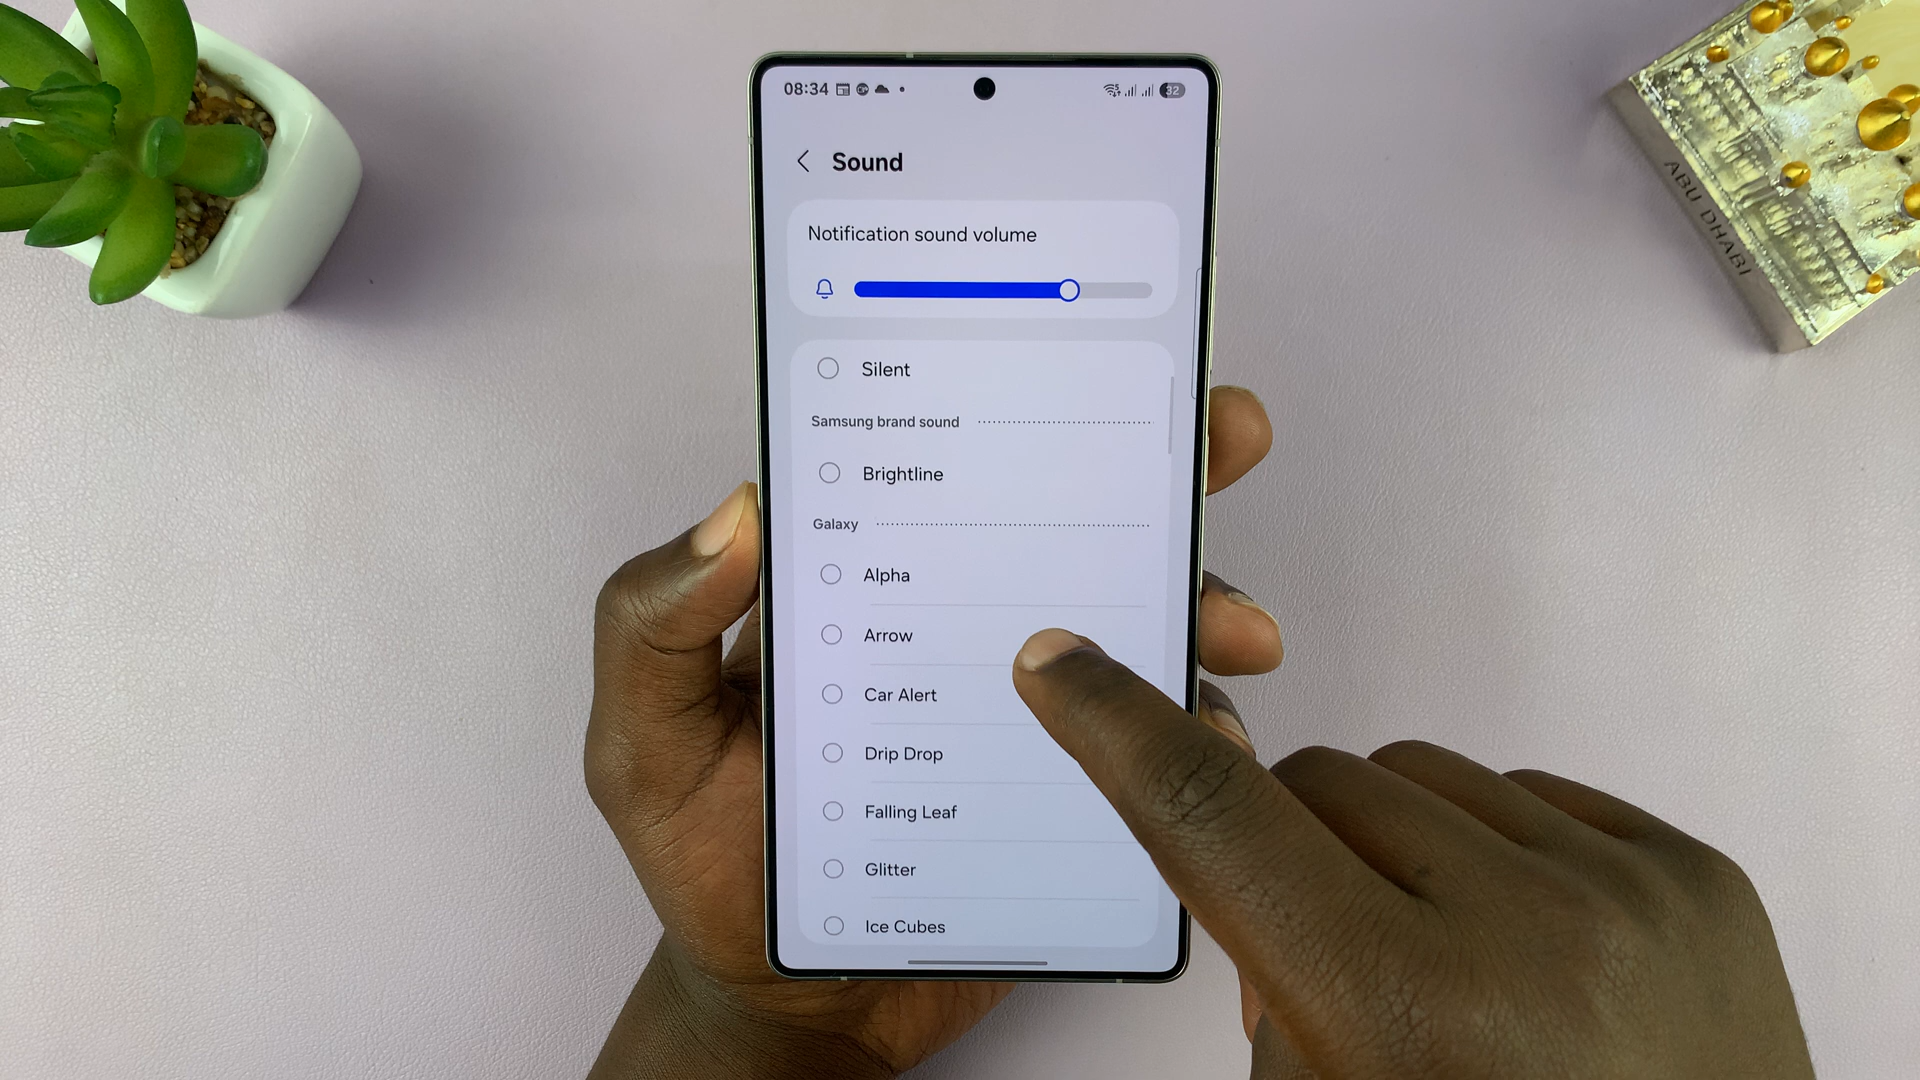 08:34
32
Sound
Notification sound volume
Silent
Samsung brand sound
Brightline
Galaxy
Alpha
Arrow
Car Alert
Drip Drop
Falling Leaf
Glitter
Ice Cubes
ABU DHABI